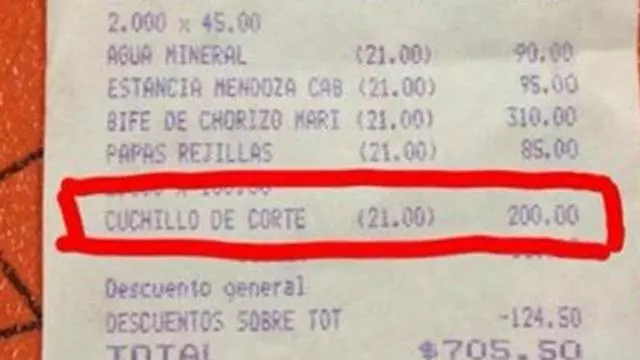 2.000 x 45.00
AGUA MINERAL (21.00) 90.00
ESTANCIA MENDOZA CAB (21.00) 95.00
BIFE DE CHORIZO MARI (21.00) 310.00
PAPAS REJILLAS (21.00) 85.00
CUCHILLO DE CORTE (21.00) 200.00
Descuento general
DESCUENTOS SOBRE TOT -124.50
TOTAL $705.50